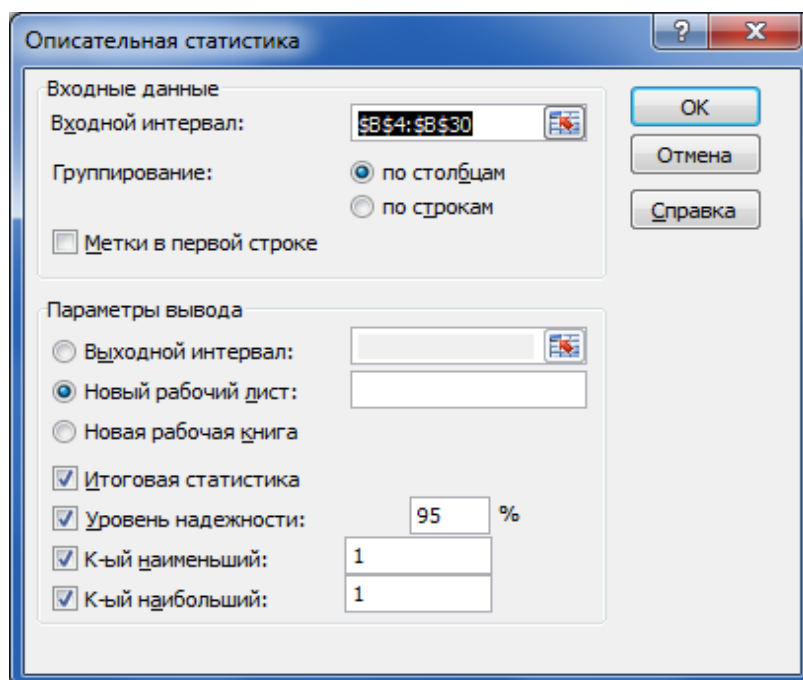 Описательная статистика
? X
Входные данные
Входной интервал: $B$4:$B$30
Группирование: по столбцам
по строкам
Метки в первой строке
ОК
Отмена
Справка
Параметры вывода
Выходной интервал:
Новый рабочий лист:
Новая рабочая книга
Итоговая статистика
Уровень надежности: 95 %
К-ый наименьший: 1
К-ый наибольший: 1